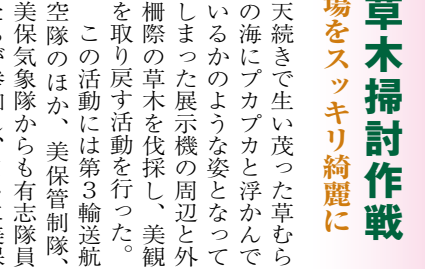 草木掃討作戦
場をスッキリ綺麗に
天続きで生い茂った草むら
の海にプカプカと浮かんで
いるかのような姿となって
しまった展示機の周辺と外
柵際の草木を伐採し、美観
を取り戻す活動を行った。
この活動には第3輸送航
空隊のほか、美保管制隊、
美保気象隊からも有志隊員